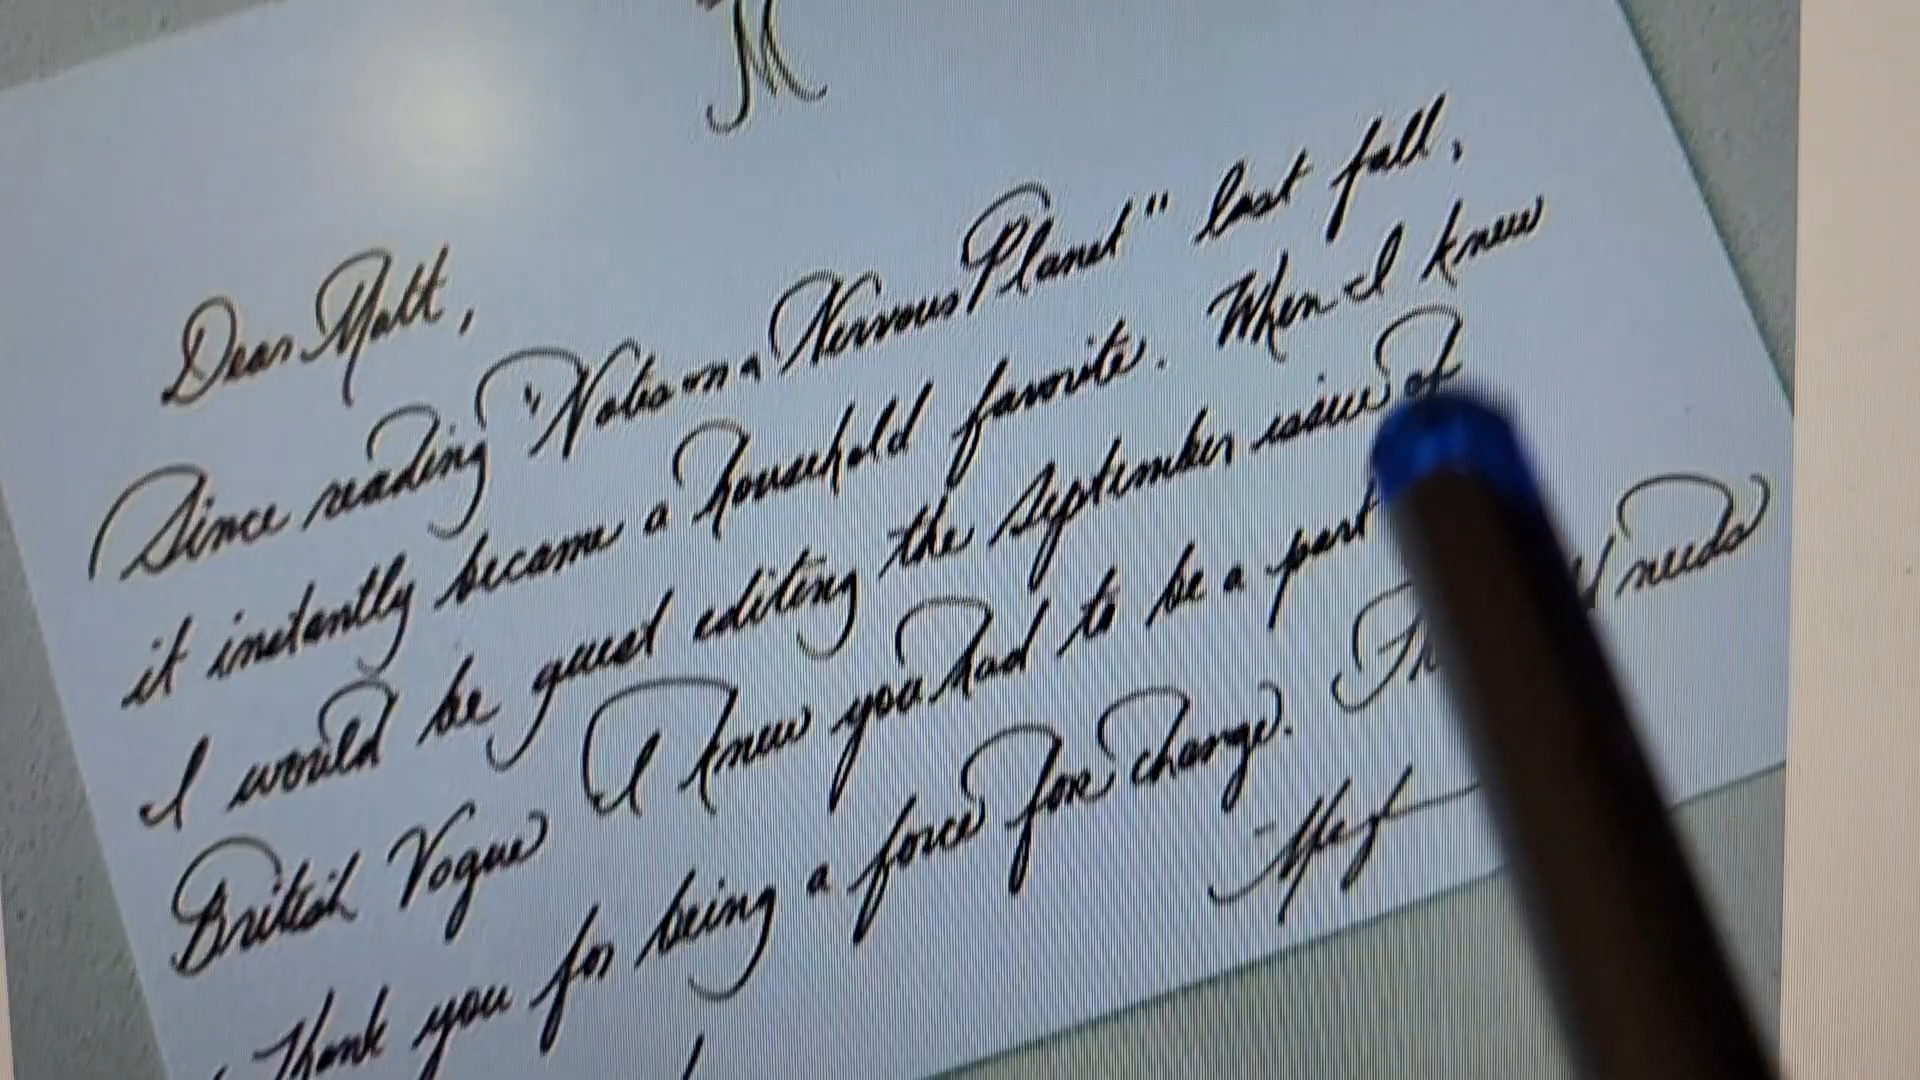 Dear Matt,
Since reading "Notes on a Nervous Planet" last fall,
it instantly became a household favorite. When I knew
I would be guest editing the September issue of
British Vogue I knew you had to be a part
Thank you for being a force for change. needs